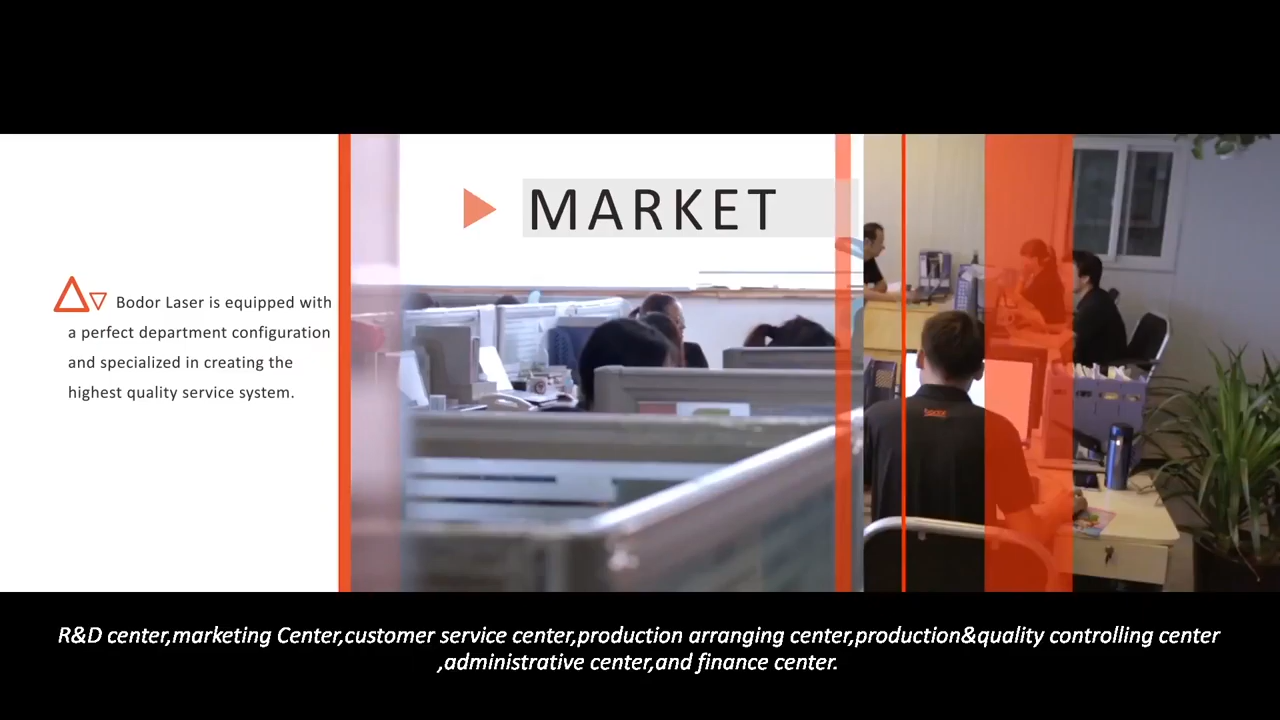 MARKET
Bodor Laser is equipped with
a perfect department configuration
and specialized in creating the
highest quality service system.
R&D center,marketing Center,customer service center,production arranging center,production&quality controlling center
,administrative center,and finance center.